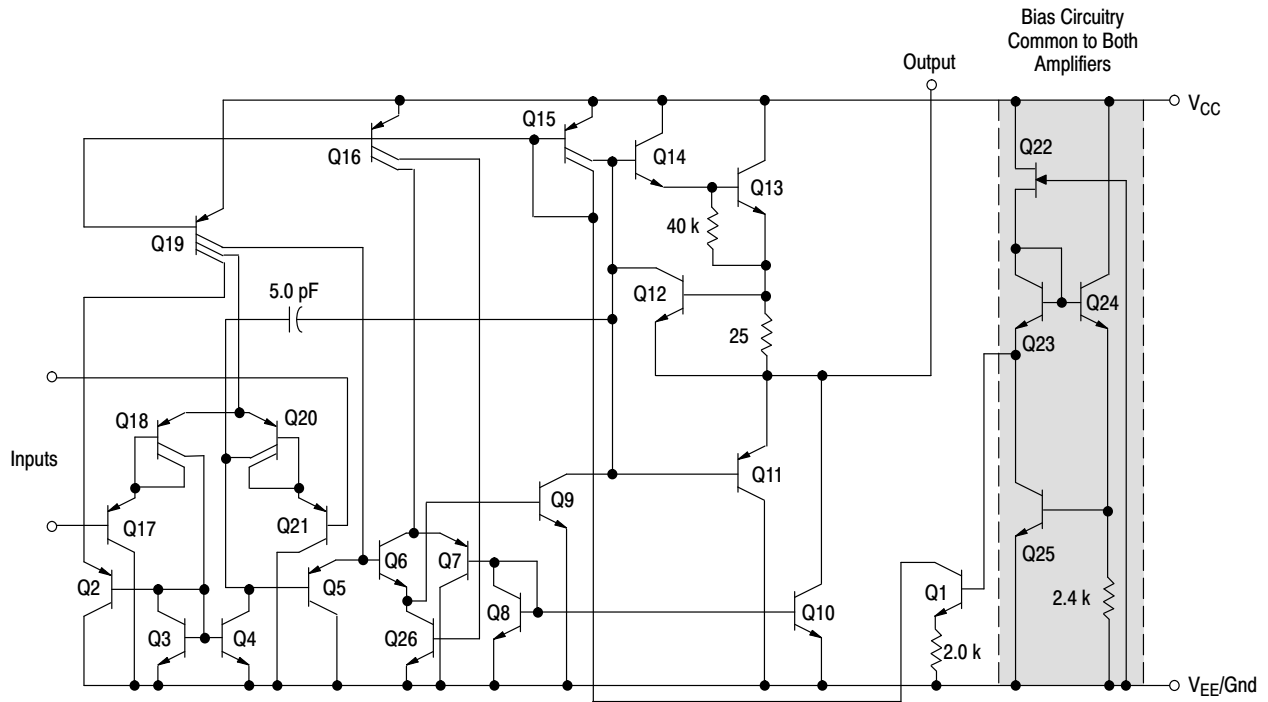 Bias Circuitry
Common to Both
Amplifiers
Output
V_CC
Q15
Q22
Q16
Q14
Q13
Q19
40 k
5.0 pF
Q12
Q24
25
Q23
Q18
Q20
Inputs
Q11
Q9
Q17
Q21
Q25
Q2
Q5
Q6
Q7
Q1
2.4 k
Q3
Q4
Q26
Q8
Q10
2.0 k
V_EE/Gnd